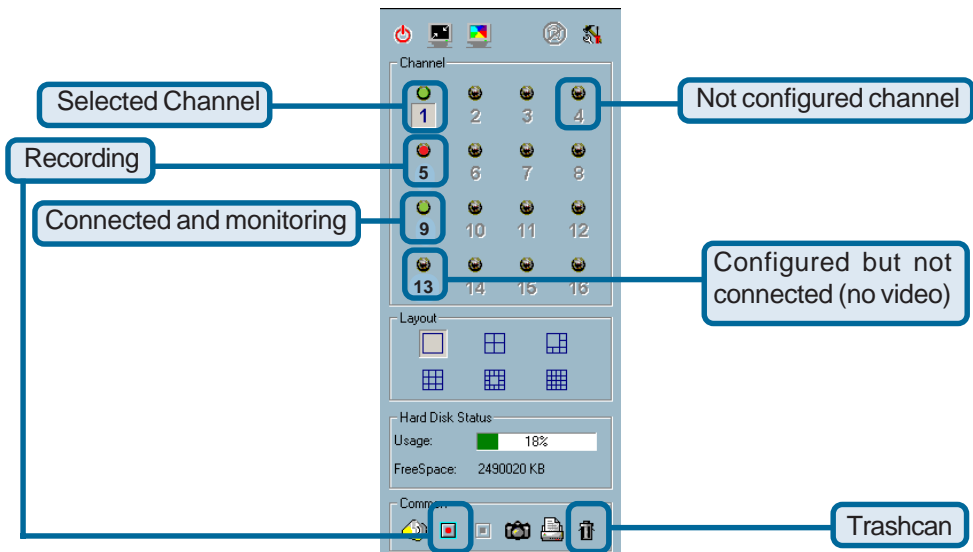 Channel
Selected Channel
Not configured channel
1 2 3 4
Recording
5 6 7 8
Connected and monitoring
9 10 11 12
Configured but not
connected (no video)
13 14 15 16
Layout
Hard Disk Status
Usage: 18%
FreeSpace: 2490020 KB
Common
Trashcan